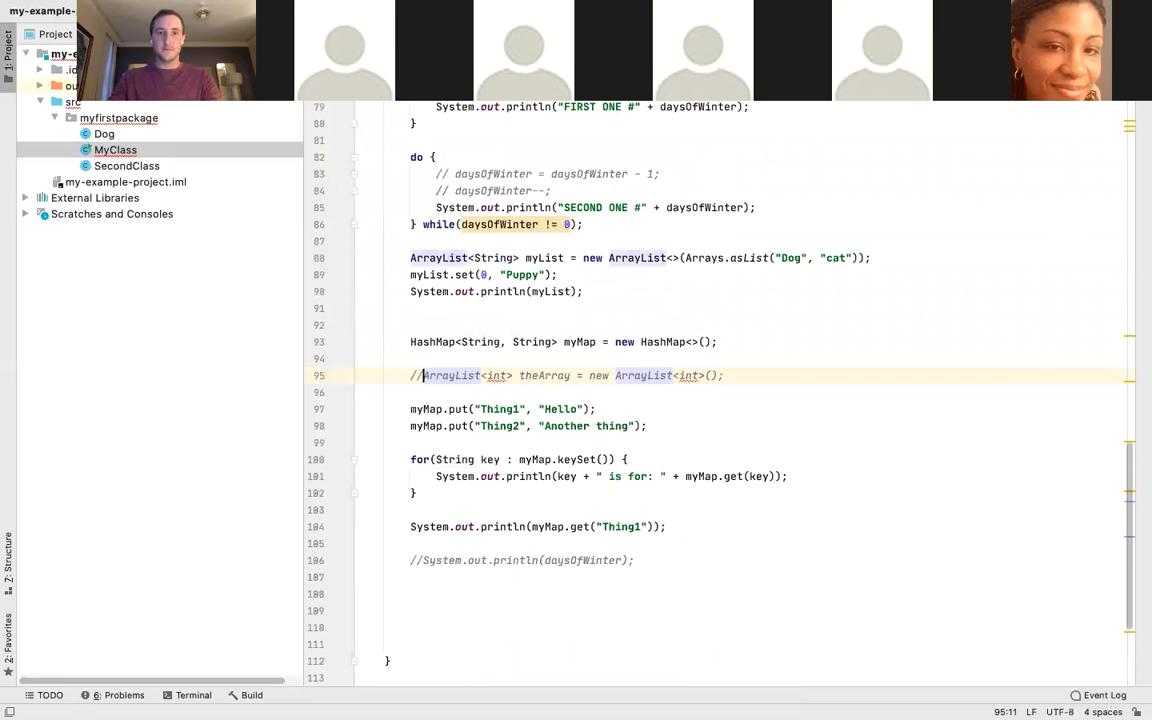 my-example-
Project
1: Project
my-e
.id
ou
src
myfirstpackage
Dog
MyClass
SecondClass
my-example-project.iml
External Libraries
Scratches and Consoles
79 System.out.println("FIRST ONE #" + daysOfWinter);
80 }
81
82 do {
83 // daysOfWinter = daysOfWinter - 1;
84 // daysOfWinter--;
85 System.out.println("SECOND ONE #" + daysOfWinter);
86 } while(daysOfWinter != 0);
87
88 ArrayList<String> myList = new ArrayList<>(Arrays.asList("Dog", "cat"));
89 myList.set(0, "Puppy");
90 System.out.println(myList);
91
92
93 HashMap<String, String> myMap = new HashMap<>();
94
95 //ArrayList<int> theArray = new ArrayList<int>();
96
97 myMap.put("Thing1", "Hello");
98 myMap.put("Thing2", "Another thing");
99
100 for(String key : myMap.keySet()) {
101 System.out.println(key + " is for: " + myMap.get(key));
102 }
103
104 System.out.println(myMap.get("Thing1"));
105
106 //System.out.println(daysOfWinter);
107
108
109
110
111
112 }
113
7: Structure
2: Favorites
TODO
6: Problems
Terminal
Build
Event Log
95:11 LF UTF-8 4 spaces